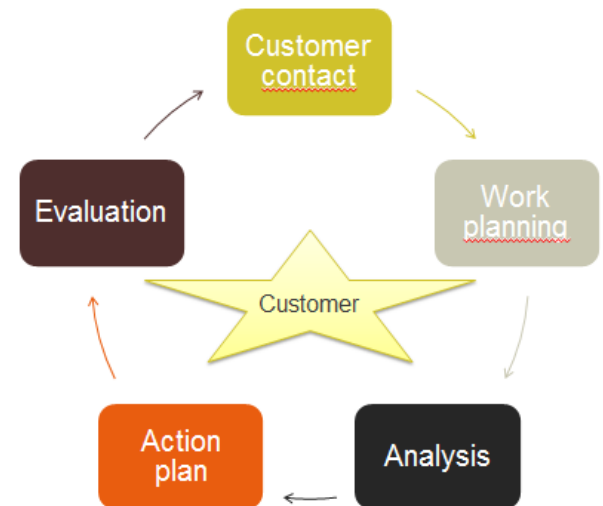 Customer
contact
Work
planning
Analysis
Action
plan
Evaluation
Customer